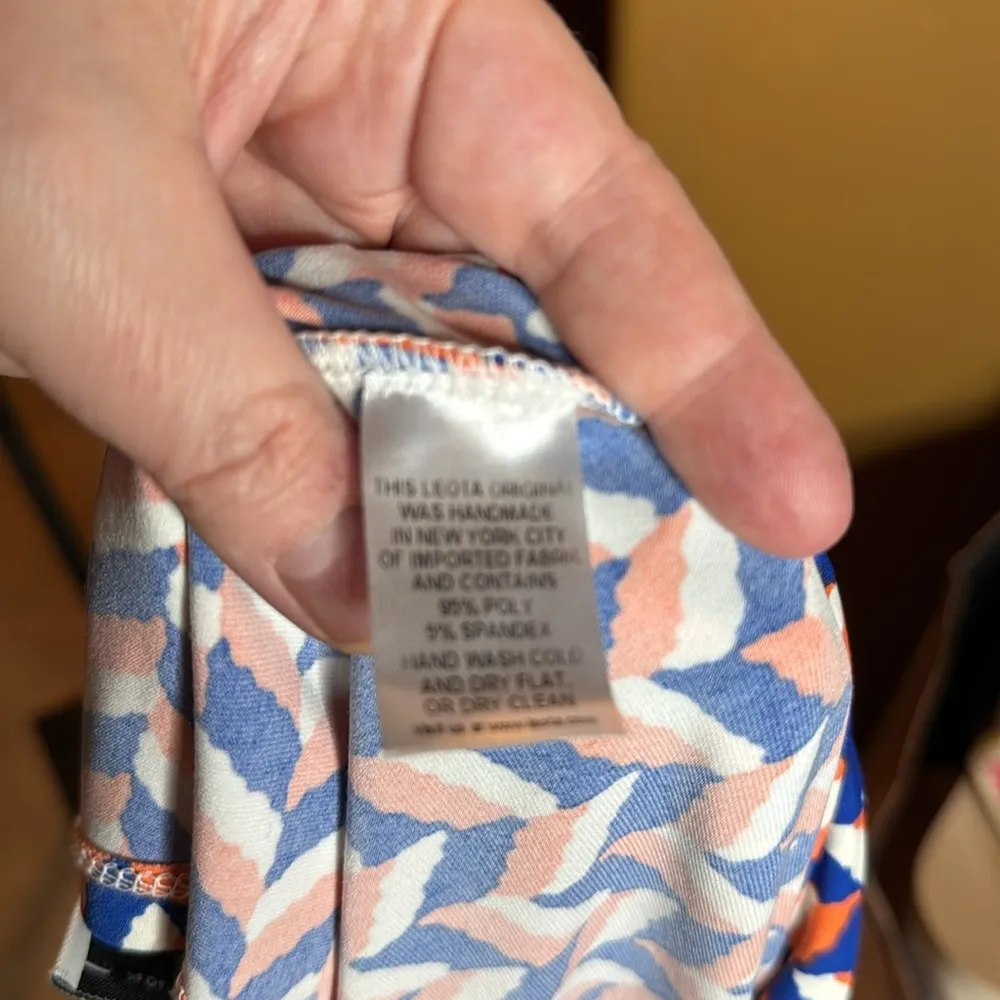 THIS LEOTA ORIGINAL
WAS HANDMADE
IN NEW YORK CITY
OF IMPORTED FABRIC
AND CONTAINS
95% POLY
5% SPANDEX
HAND WASH COLD
AND DRY FLAT,
OR DRY CLEAN